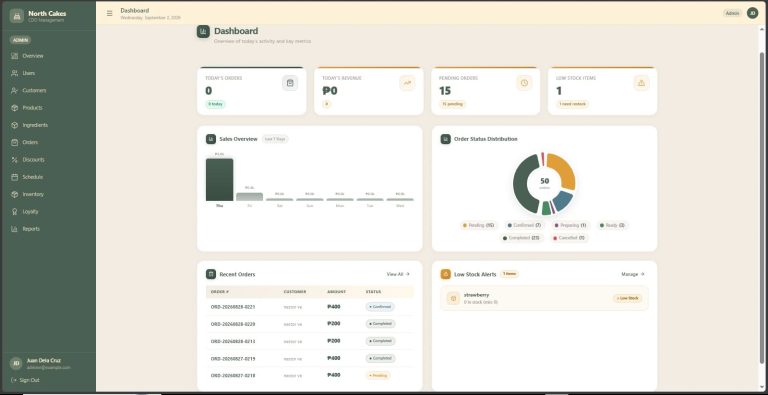 North Cakes
CDO Management
ADMIN
Overview
Users
Customers
Products
Ingredients
Orders
Discounts
Schedule
Inventory
Loyalty
Reports
JD
Juan Dela Cruz
admin@example.com
Sign Out
Dashboard
Wednesday, September 2, 2026
Admin
JD
Dashboard
Overview of today's activity and key metrics
TODAY'S ORDERS
0
0 today
TODAY'S REVENUE
₱0
PENDING ORDERS
15
15 pending
LOW STOCK ITEMS
1
1 need restock
Sales Overview
Last 7 Days
Thu
Fri
Sat
Sun
Mon
Tue
Wed
Order Status Distribution
50
Pending (15)
Confirmed (7)
Preparing (1)
Ready (3)
Completed (23)
Cancelled (1)
Recent Orders
View All →
ORDER #
CUSTOMER
AMOUNT
STATUS
ORD-20260828-0221
₱400
Confirmed
ORD-20260828-0220
₱200
Completed
ORD-20260828-0213
₱200
Completed
ORD-20260827-0219
₱400
Completed
ORD-20260827-0218
₱400
Pending
Low Stock Alerts
1 items
Manage →
strawberry
Low Stock